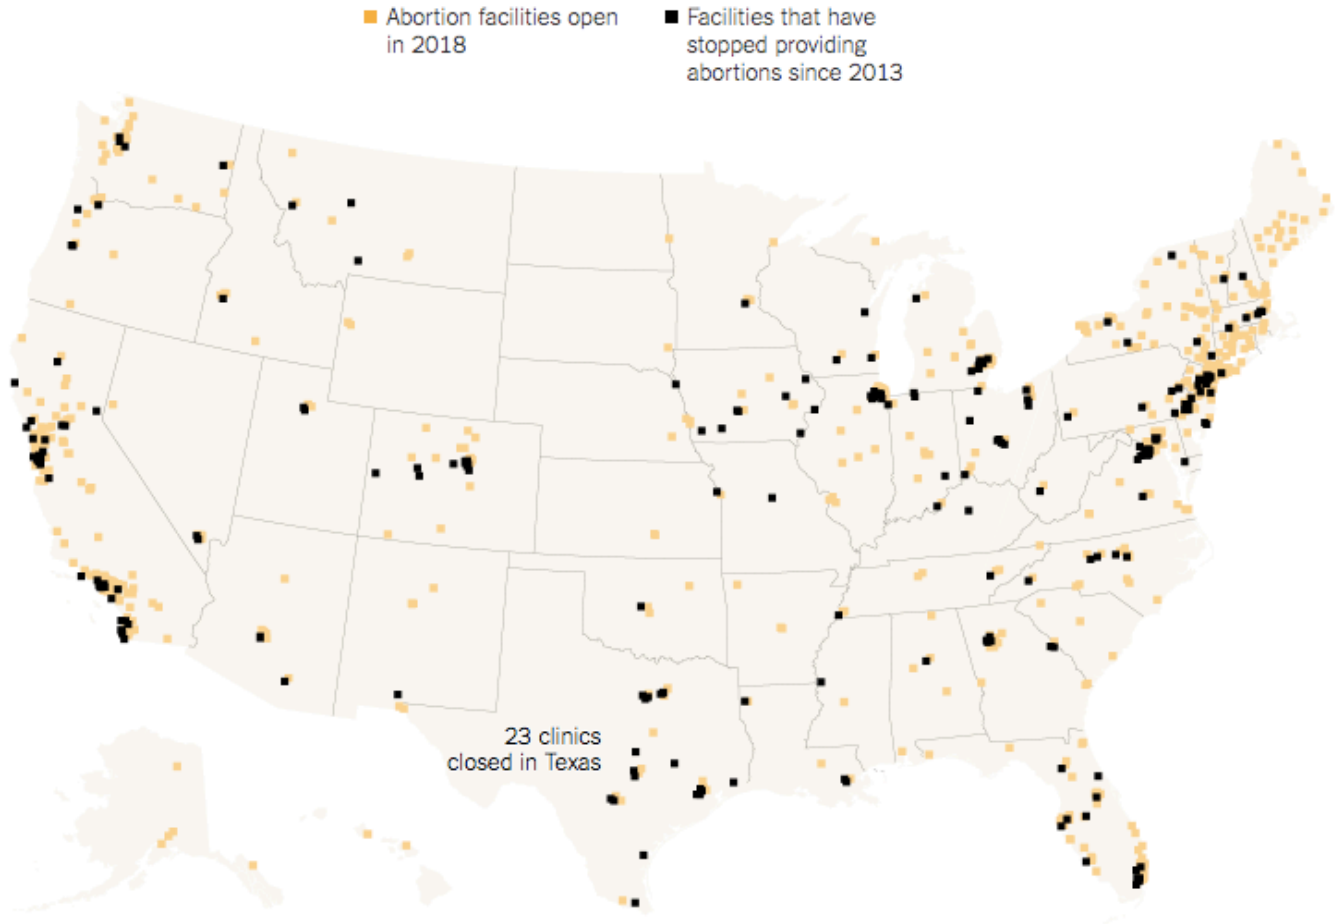 Abortion facilities open
in 2018
Facilities that have
stopped providing
abortions since 2013
23 clinics
closed in Texas